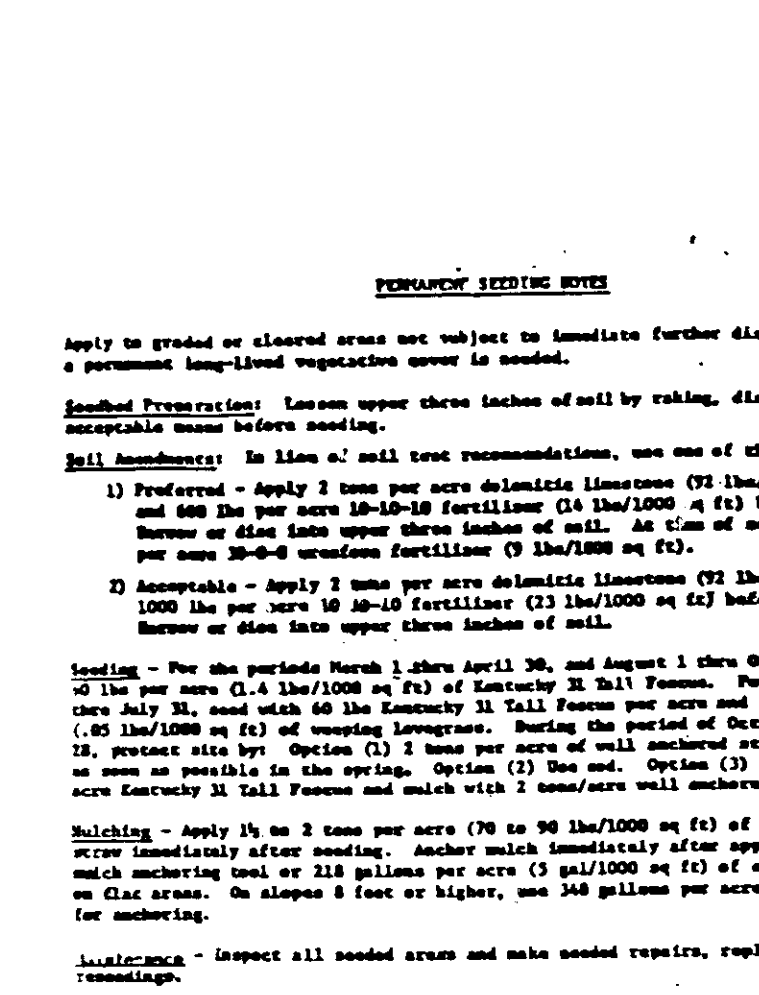 PERMANENT SEEDING NOTES
Apply to graded or cleared areas not subject to immediate further
a permanent long-lived vegetative cover is needed.
Seedbed Preparation: Loosen upper three inches of soil by raking,
acceptable means before seeding.
Soil Amendments: In lieu of soil test recommendations, use one of
1) Preferred - Apply 2 tons per acre dolomitic limestone (92 lbs/
and 600 lbs per acre 10-10-10 fertilizer (14 lbs/1000 sq ft)
Harrow or disc into upper three inches of soil. At time of
per acre 30-0-0 ureaform fertilizer (9 lbs/1000 sq ft).
2) Acceptable - Apply 2 tons per acre dolomitic limestone (92
1000 lbs per acre 10 10-10 fertilizer (23 lbs/1000 sq ft)
Harrow or disc into upper three inches of soil.
Seeding - For the periods March 1 thru April 30, and August 1 thru
lbs per acre (1.4 lbs/1000 sq ft) of Kentucky 31 Tall Fescue.
thru July 31, seed with 60 lbs Kentucky 31 Tall Fescue per acre and
(.05 lbs/1000 sq ft) of weeping lovegrass. During the period of
28, protect site by: Option (1) 2 tons per acre of well anchored
as soon as possible in the spring. Option (2) Use sod. Option (3)
acre Kentucky 31 Tall Fescue and mulch with 2 tons/acre well
Mulching - Apply 1½ to 2 tons per acre (70 to 90 lbs/1000 sq ft) of
straw immediately after seeding. Anchor mulch immediately after
mulch anchoring tool or 218 gallons per acre (5 gal/1000 sq ft) of
on flat areas. On slopes 8 feet or higher, use 348 gallons per acre
for anchoring.
Maintenance - Inspect all seeded areas and make needed repairs,
reseedings.